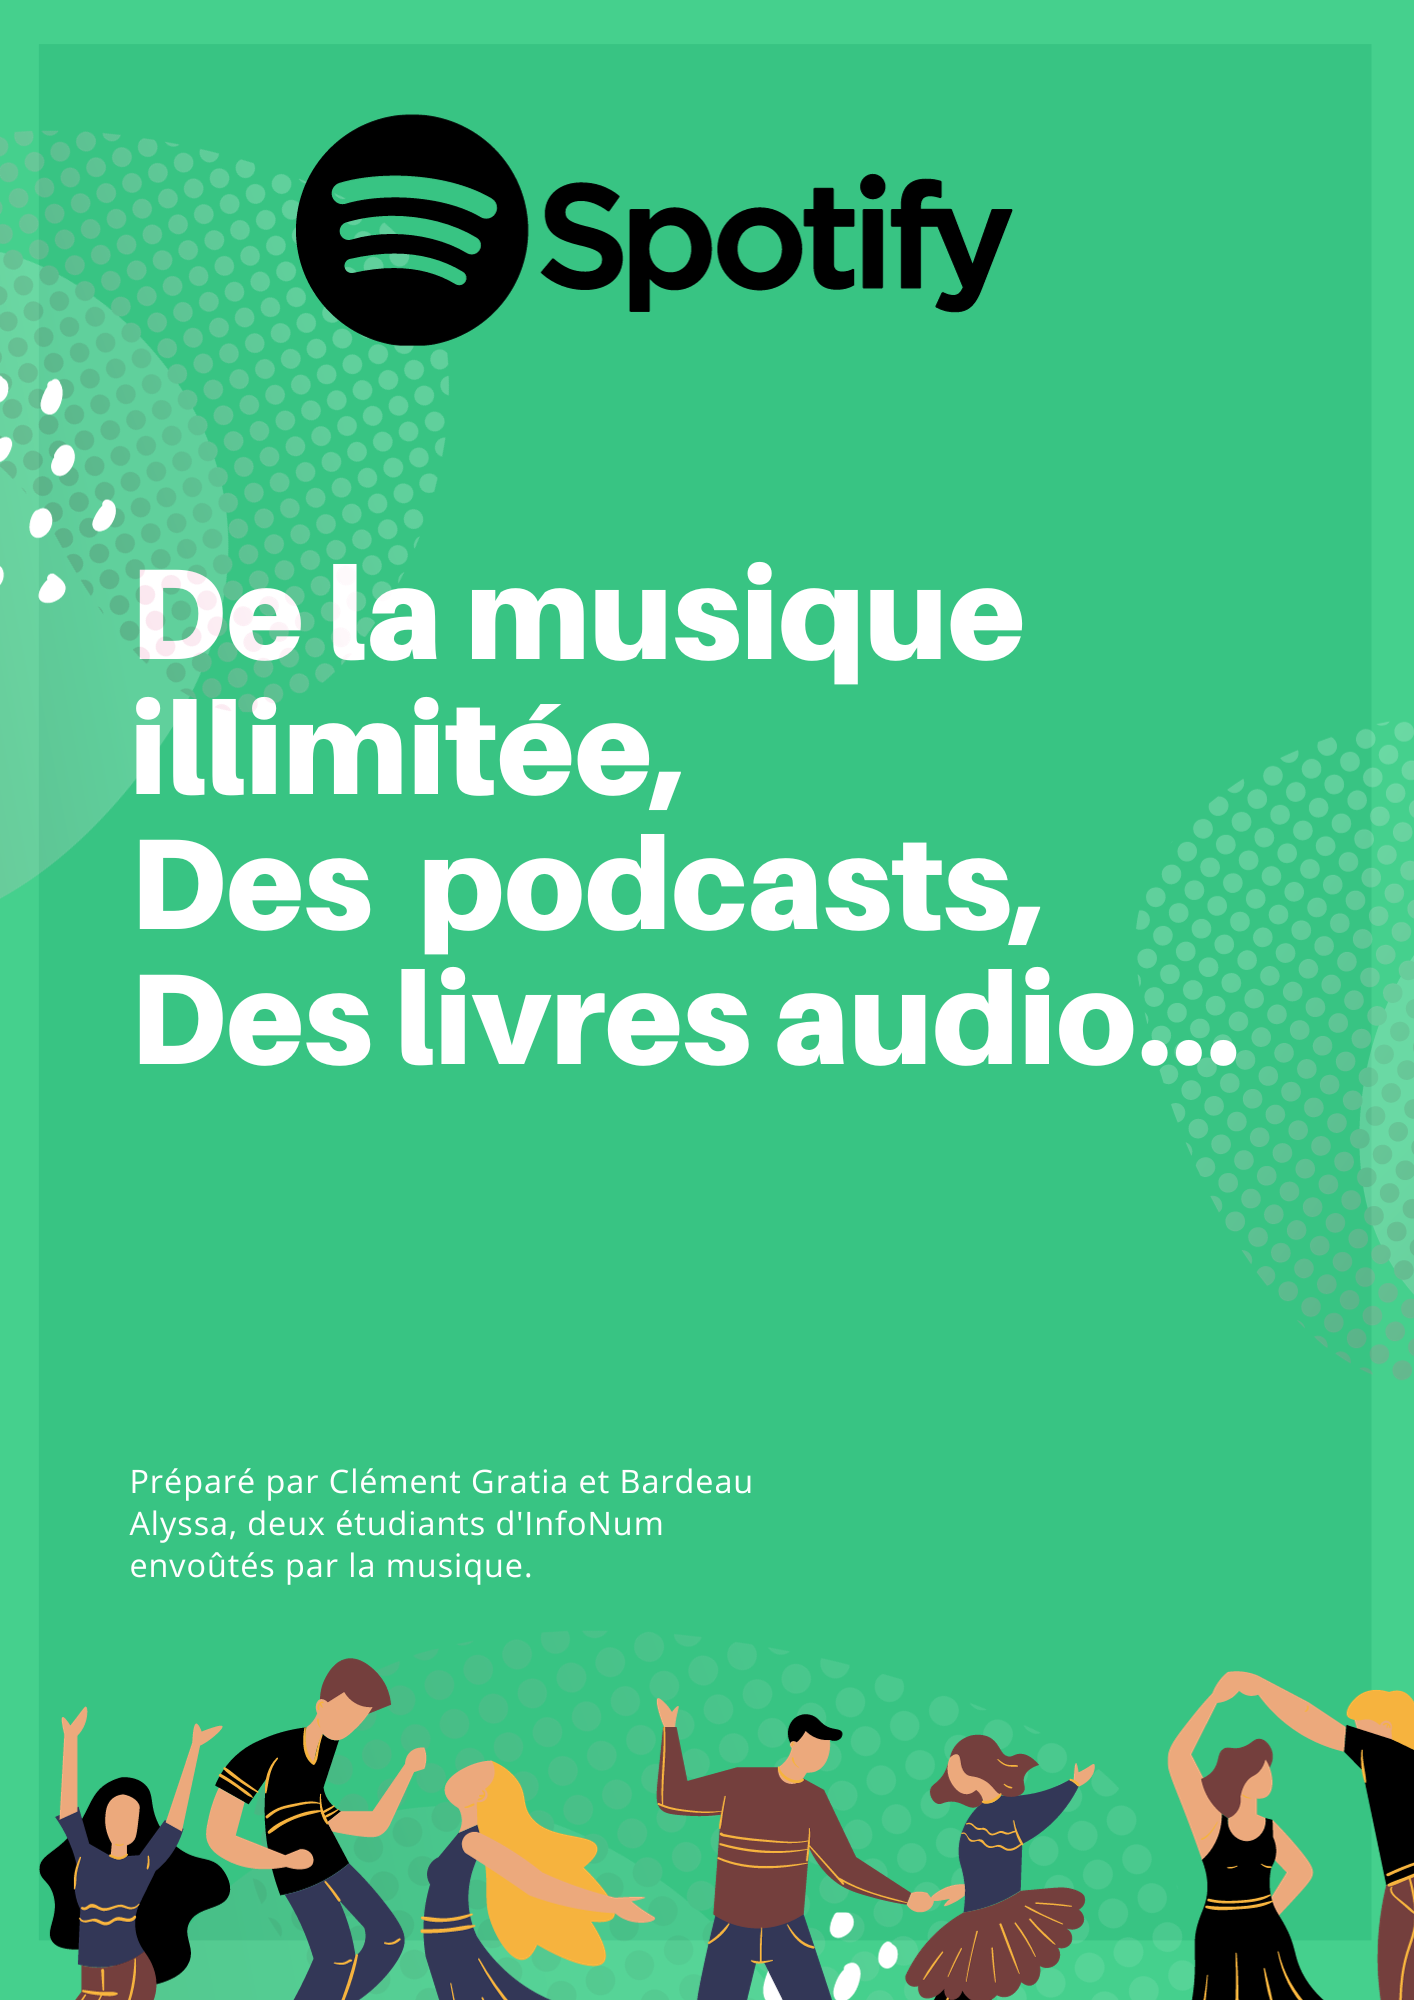 Spotify
De la musique
illimitée,
Des podcasts,
Des livres audio...
Préparé par Clément Gratia et Bardeau
Alyssa, deux étudiants d'InfoNum
envoûtés par la musique.